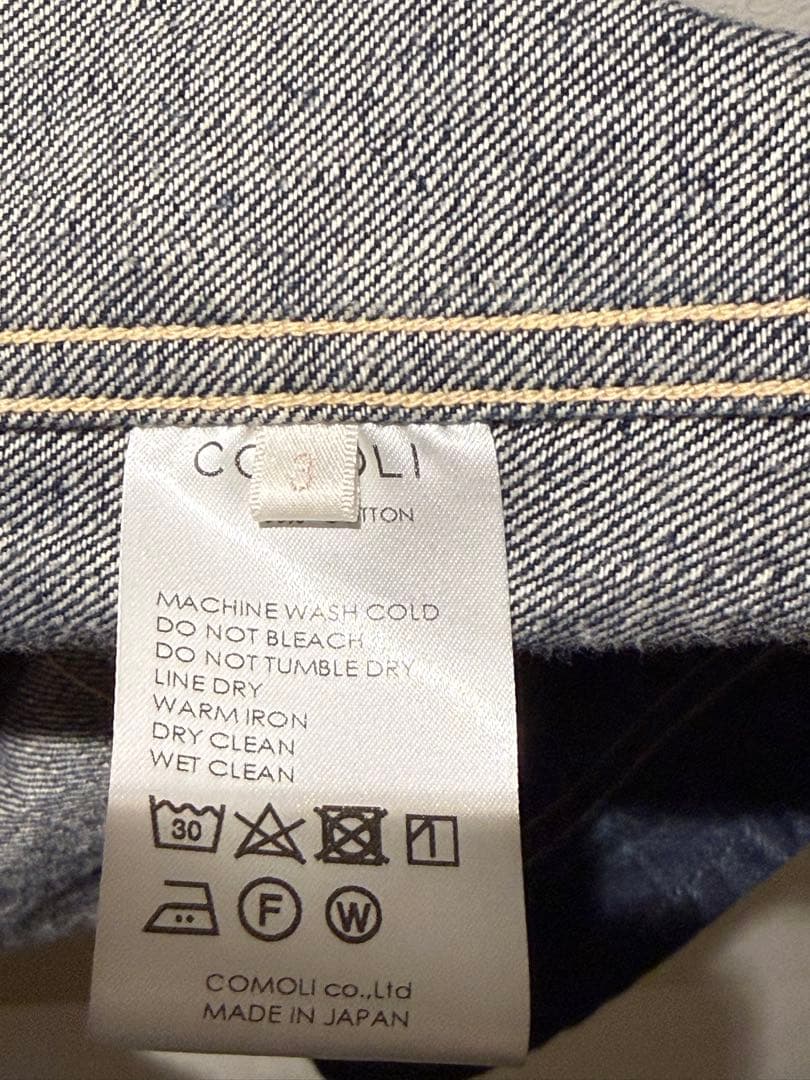 3
MACHINE WASH COLD
DO NOT BLEACH
DO NOT TUMBLE DRY
LINE DRY
WARM IRON
DRY CLEAN
WET CLEAN
30
F
W
COMOLI co.,Ltd
MADE IN JAPAN